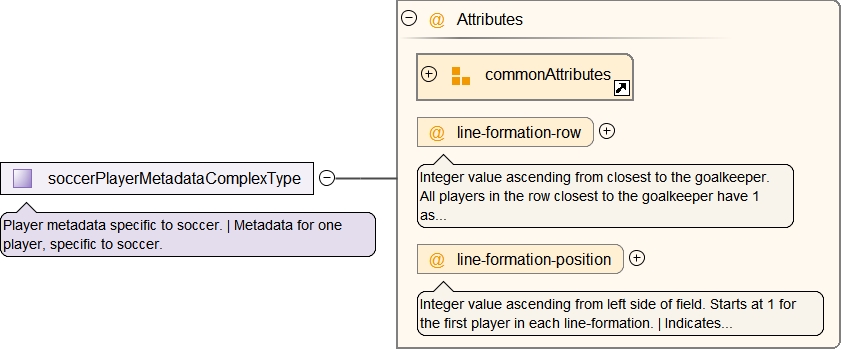 @ Attributes
commonAttributes
@ line-formation-row
Integer value ascending from closest to the goalkeeper.
All players in the row closest to the goalkeeper have 1
as...
soccerPlayerMetadataComplexType
Player metadata specific to soccer. | Metadata for one
player, specific to soccer.
@ line-formation-position
Integer value ascending from left side of field. Starts at 1 for
the first player in each line-formation. | Indicates...